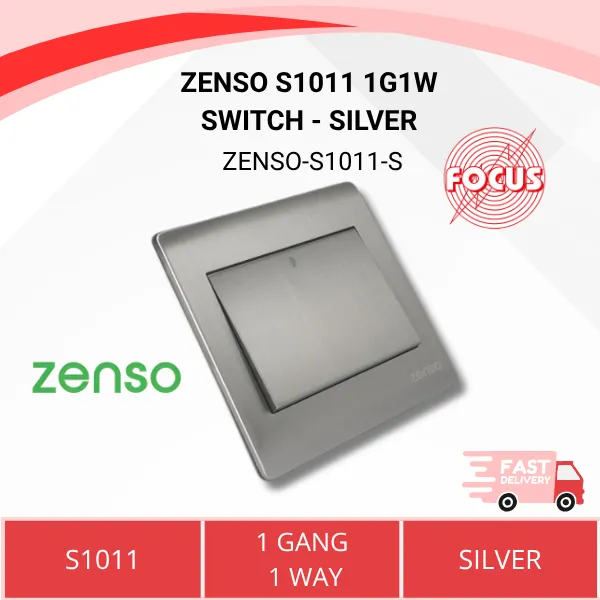 ZENSO S1011 1G1W
SWITCH - SILVER
ZENSO-S1011-S
FOCUS
zenso
ZENSO
FAST
DELIVERY
S1011
1 GANG
1 WAY
SILVER